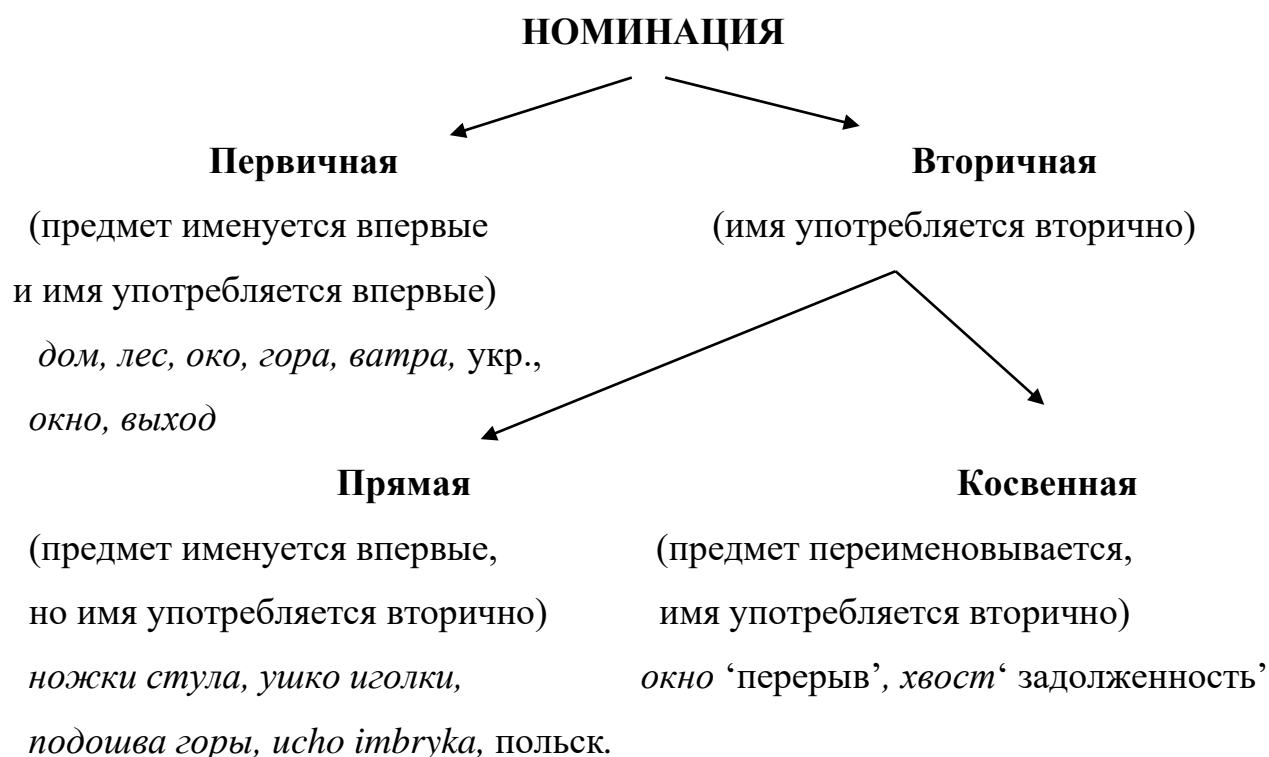 НОМИНАЦИЯ
Первичная
(предмет именуется впервые
и имя употребляется впервые)
дом, лес, око, гора, ватра, укр.,
окно, выход
Вторичная
(имя употребляется вторично)
Прямая
(предмет именуется впервые,
но имя употребляется вторично)
ножки стула, ушко иголки,
подошва горы, ucho imbryka, польск.
Косвенная
(предмет переименовывается,
имя употребляется вторично)
окно ‘перерыв’, хвост‘ задолженность’